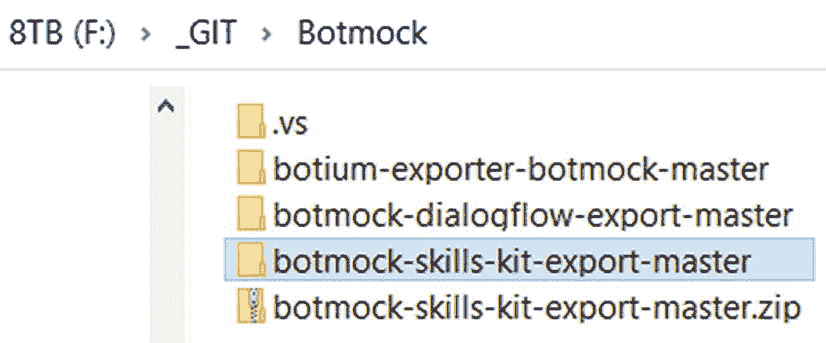 8TB (F:) › _GIT › Botmock
.vs
botium-exporter-botmock-master
botmock-dialogflow-export-master
botmock-skills-kit-export-master
botmock-skills-kit-export-master.zip